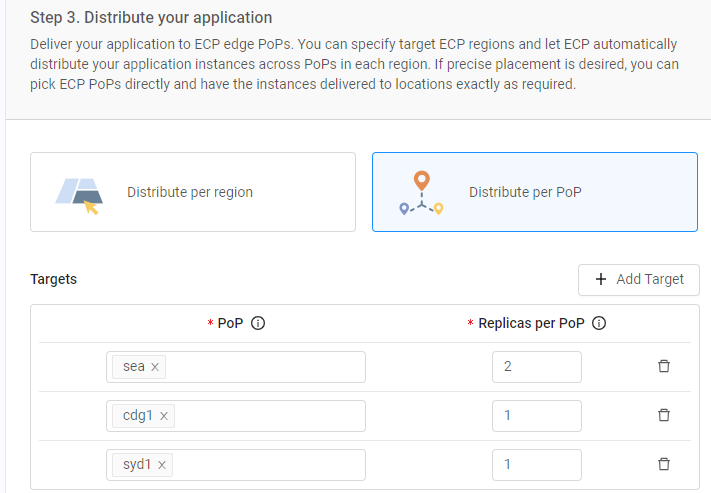 Step 3. Distribute your application
Deliver your application to ECP edge PoPs. You can specify target ECP regions and let ECP automatically
distribute your application instances across PoPs in each region. If precise placement is desired, you can
pick ECP PoPs directly and have the instances delivered to locations exactly as required.
Distribute per region
Distribute per PoP
Targets
+ Add Target
* PoP
* Replicas per PoP
sea ×
2
cdg1 ×
1
syd1 ×
1